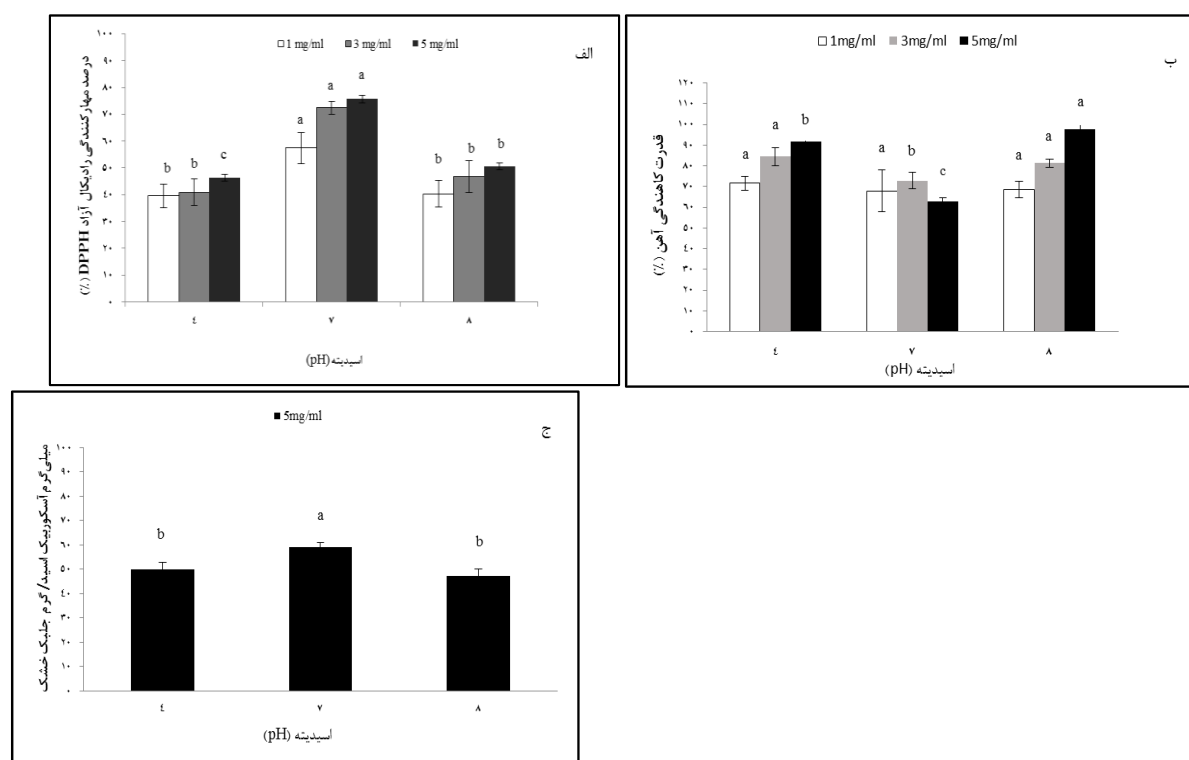 الف
1 mg/ml 3 mg/ml 5 mg/ml
درصد مهارکنندگی رادیکال آزاد DPPH (٪)
١٠٠
٩٠
٨٠
٧٠
٦٠
٥٠
٤٠
٣٠
٢٠
١٠
٠
b b c a a a b b b
٤ ٧ ٨
اسیدیته (pH)
ب
1mg/ml 3mg/ml 5mg/ml
قدرت کاهندگی آهن (٪)
١٢٠
١١٠
١٠٠
٩٠
٨٠
٧٠
٦٠
٥٠
٤٠
٣٠
٢٠
١٠
٠
a a b a b c a a a
٤ ٧ ٨
اسیدیته (pH)
ج
5mg/ml
میلی‌گرم آسکوربیک اسید/ گرم جلبک خشک
١٠٠
٩٠
٨٠
٧٠
٦٠
٥٠
٤٠
٣٠
٢٠
١٠
٠
b a b
٤ ٧ ٨
اسیدیته (pH)